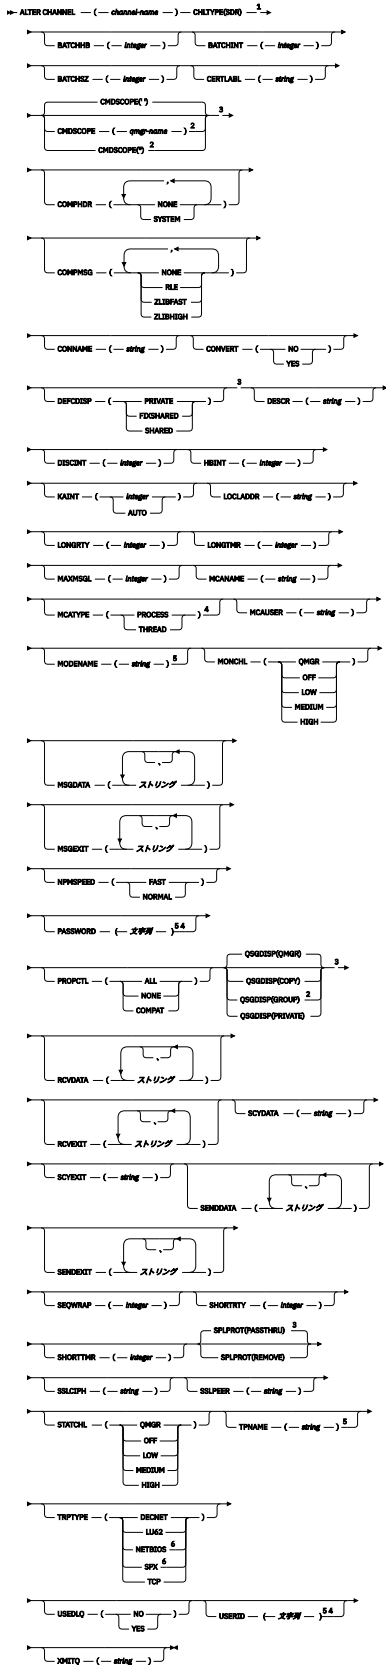 ALTER CHANNEL ( channel-name ) CHLTYPE(SDR) 1
BATCHHB ( integer ) BATCHINT ( integer )
BATCHSZ ( integer ) CERTLABL ( string )
CMDSCOPE(' ') 3
CMDSCOPE ( qmgr-name ) 2
CMDSCOPE(*) 2
,
COMPHDR ( NONE )
SYSTEM
,
COMPMSG ( NONE )
RLE
ZLIBFAST
ZLIBHIGH
CONNAME ( string ) CONVERT ( NO )
YES
DEFCDISP ( PRIVATE ) 3 DESCR ( string )
FIXSHARED
SHARED
DISCINT ( integer ) HBINT ( integer )
KAINT ( integer ) LOCLADDR ( string )
AUTO
LONGRTY ( integer ) LONGTMR ( integer )
MAXMSGL ( integer ) MCANAME ( string )
MCATYPE ( PROCESS ) 4 MCAUSER ( string )
THREAD
MODENAME ( string ) 5 MONCHL ( QMGR )
OFF
LOW
MEDIUM
HIGH
、
MSGDATA ( ストリング )
、
MSGEXIT ( ストリング )
NPMSPEED ( FAST )
NORMAL
PASSWORD ( 文字列 ) 5 4
PROPCTL ( ALL ) QSGDISP(QMGR) 3
NONE QSGDISP(COPY)
COMPAT QSGDISP(GROUP) 2
QSGDISP(PRIVATE)
、
RCVDATA ( ストリング )
、
RCVEXIT ( ストリング ) SCYDATA ( string )
SCYEXIT ( string ) 、
SENDDATA ( ストリング )
、
SENDEXIT ( ストリング )
SEQWRAP ( integer ) SHORTRTY ( integer )
SHORTTMR ( integer ) SPLPROT(PASSTHRU) 3
SPLPROT(REMOVE)
SSLCIPH ( string ) SSLPEER ( string )
STATCHL ( QMGR ) TPNAME ( string ) 5
OFF
LOW
MEDIUM
HIGH
TRPTYPE ( DECNET )
LU62
NETBIOS 6
SPX 6
TCP
USEDLQ ( NO ) USERID ( 文字列 ) 5 4
YES
XMITQ ( string )